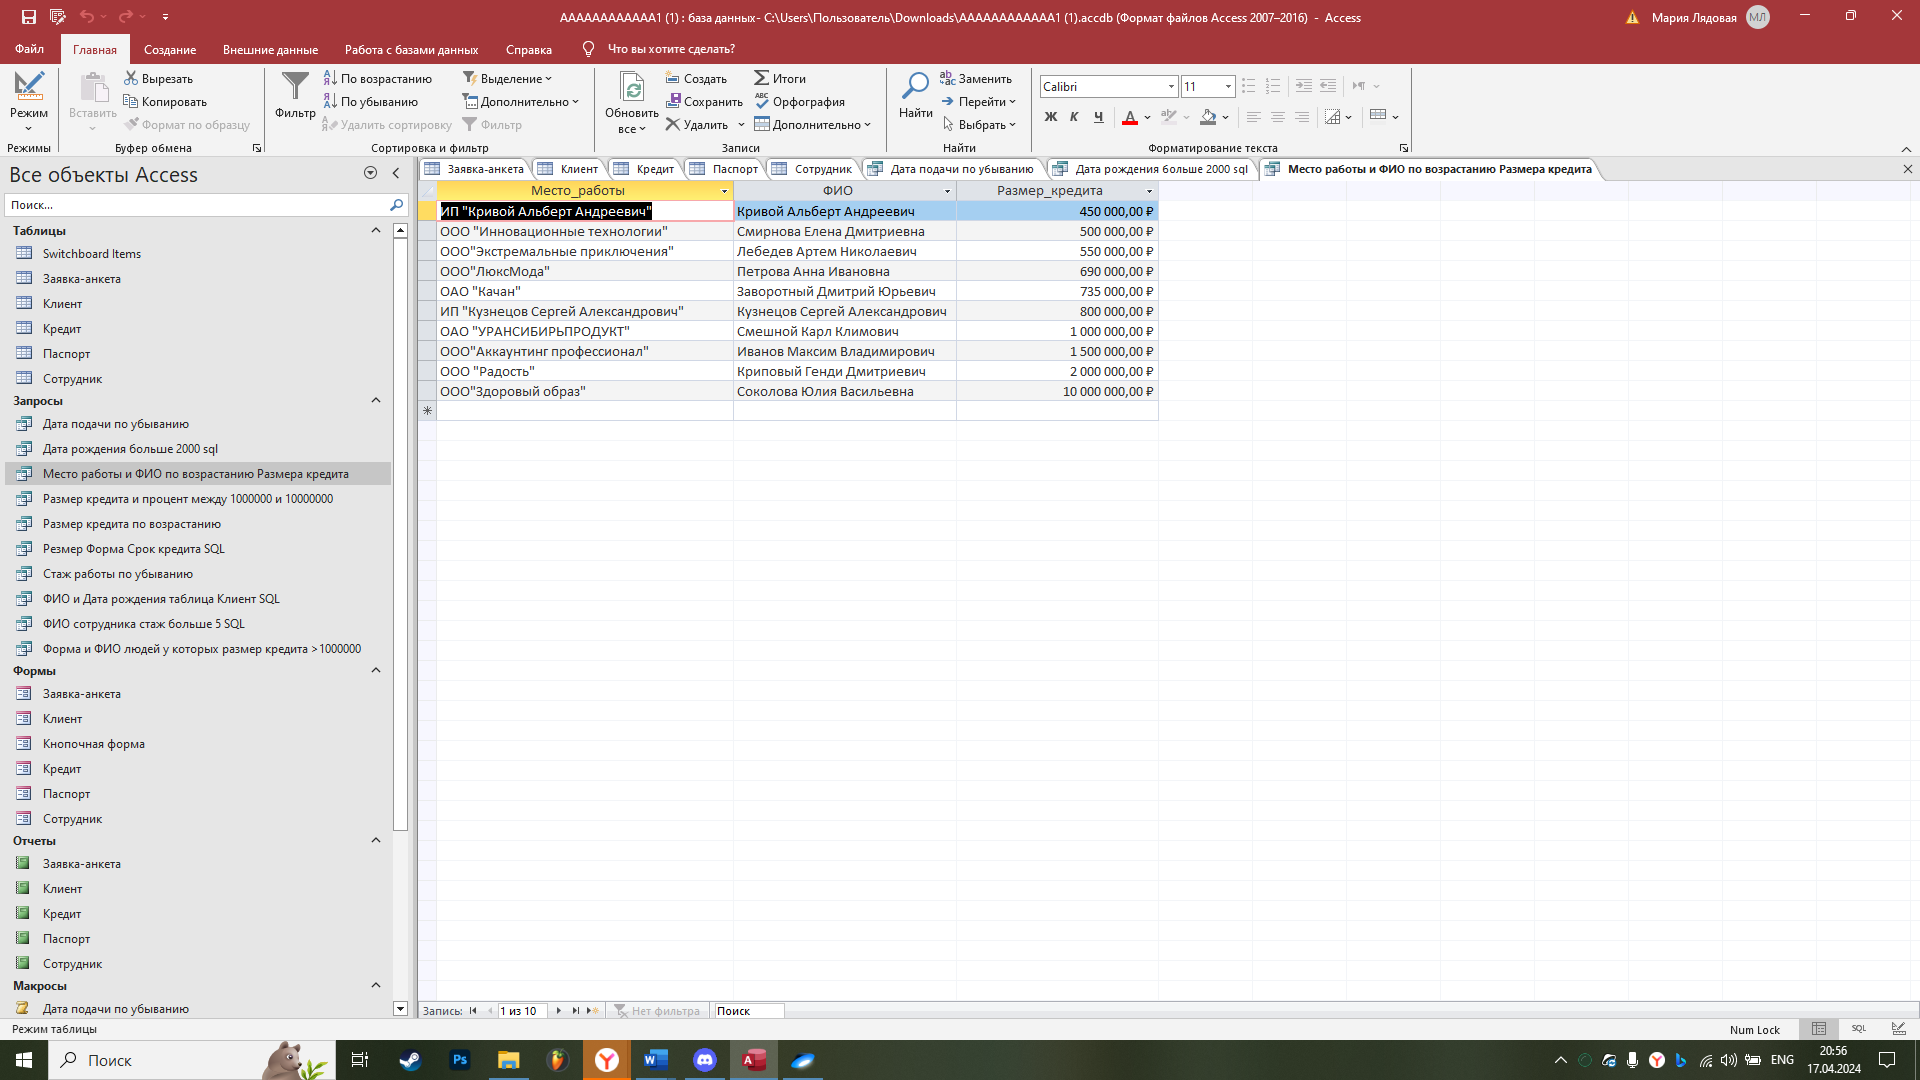 АААААААААААА1 (1) : база данных- C:\Users\Пользователь\Downloads\АААААААААААА1 (1).accdb (Формат файлов Access 2007–2016) - Access
Мария Лядовая
МЛ
Файл Главная Создание Внешние данные Работа с базами данных Справка Что вы хотите сделать?
Режим
Режимы
Вставить
Вырезать
Копировать
Формат по образцу
Буфер обмена
Фильтр
По возрастанию
По убыванию
Удалить сортировку
Выделение
Дополнительно
Фильтр
Сортировка и фильтр
Обновить
все
Создать
Сохранить
Удалить
Итоги
Орфография
Дополнительно
Записи
Найти
Заменить
Перейти
Выбрать
Найти
Calibri 11
Ж К Ч
Форматирование текста
Все объекты Access
Поиск...
Таблицы
Switchboard Items
Заявка-анкета
Клиент
Кредит
Паспорт
Сотрудник
Запросы
Дата подачи по убыванию
Дата рождения больше 2000 sql
Место работы и ФИО по возрастанию Размера кредита
Размер кредита и процент между 1000000 и 10000000
Размер кредита по возрастанию
Резмер Форма Срок кредита SQL
Стаж работы по убыванию
ФИО и Дата рождения таблица Клиент SQL
ФИО сотрудника стаж больше 5 SQL
Форма и ФИО людей у которых размер кредита >1000000
Формы
Заявка-анкета
Клиент
Кнопочная форма
Кредит
Паспорт
Сотрудник
Отчеты
Заявка-анкета
Клиент
Кредит
Паспорт
Сотрудник
Макросы
Дата подачи по убыванию
Заявка-анкета Клиент Кредит Паспорт Сотрудник Дата подачи по убыванию Дата рождения больше 2000 sql Место работы и ФИО по возрастанию Размера кредита
Место_работы ФИО Размер_кредита
ИП "Кривой Альберт Андреевич" Кривой Альберт Андреевич 450 000,00 ₽
ООО "Инновационные технологии" Смирнова Елена Дмитриевна 500 000,00 ₽
ООО"Экстремальные приключения" Лебедев Артем Николаевич 550 000,00 ₽
ООО"ЛюксМода" Петрова Анна Ивановна 690 000,00 ₽
ОАО "Качан" Заворотный Дмитрий Юрьевич 735 000,00 ₽
ИП "Кузнецов Сергей Александрович" Кузнецов Сергей Александрович 800 000,00 ₽
ОАО "УРАНСИБИРЬПРОДУКТ" Смешной Карл Климович 1 000 000,00 ₽
ООО"Аккаунтинг профессионал" Иванов Максим Владимирович 1 500 000,00 ₽
ООО "Радость" Криповый Генди Дмитриевич 2 000 000,00 ₽
ООО"Здоровый образ" Соколова Юлия Васильевна 10 000 000,00 ₽
Запись: 1 из 10 Нет фильтра Поиск
Режим таблицы
Num Lock
SQL
Поиск
ENG
20:56
17.04.2024